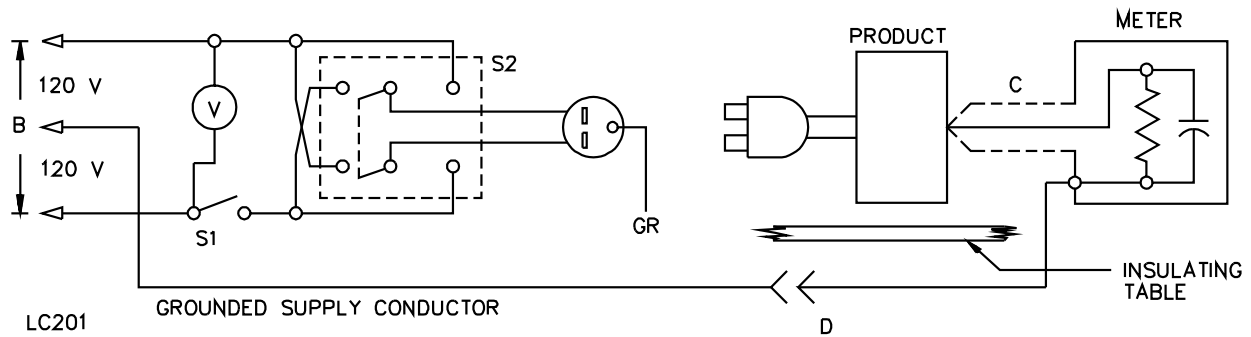 METER
PRODUCT
S2
C
120 V
V
B
120 V
GR
S1
INSULATING
TABLE
GROUNDED SUPPLY CONDUCTOR
LC201
D